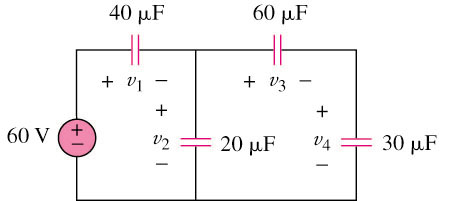 40 μF 60 μF
+ v₁ − + v₃ −
+ +
60 V + − v₂ 20 μF v₄ 30 μF
− −